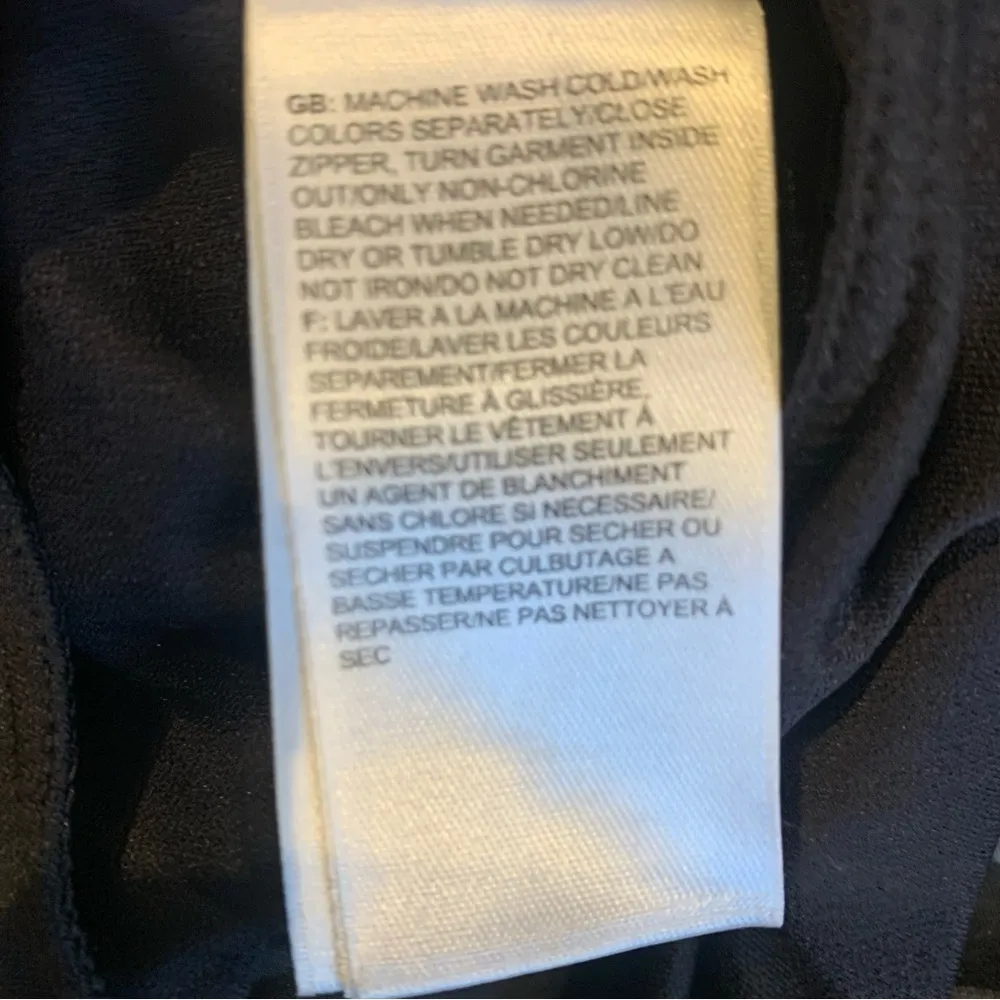 GB: MACHINE WASH COLD/WASH
COLORS SEPARATELY/CLOSE
ZIPPER, TURN GARMENT INSIDE
OUT/ONLY NON-CHLORINE
BLEACH WHEN NEEDED/LINE
DRY OR TUMBLE DRY LOW/DO
NOT IRON/DO NOT DRY CLEAN
F: LAVER A LA MACHINE A L'EAU
FROIDE/LAVER LES COULEURS
SEPAREMENT/FERMER LA
FERMETURE À GLISSIÈRE,
TOURNER LE VÊTEMENT À
L'ENVERS/UTILISER SEULEMENT
UN AGENT DE BLANCHIMENT
SANS CHLORE SI NECESSAIRE/
SUSPENDRE POUR SECHER OU
SECHER PAR CULBUTAGE A
BASSE TEMPERATURE/NE PAS
REPASSER/NE PAS NETTOYER A
SEC